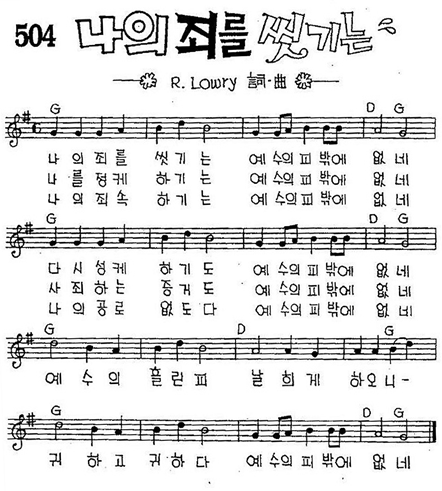 504 나의 죄를 씻기는
R. Lowry 詞·曲
G D G
나 의 죄 를 씻 기 는 예 수의 피 밖에 없 네
나 를 정 케 하 기 는 예 수의 피 밖에 없 네
나 의 죄 속 하 기 는 예 수의 피 밖에 없 네
G D G
다 시 성 케 하 기 도 예 수의 피 밖에 없 네
사 죄 하 는 증 거 도 예 수의 피 밖에 없 네
나 의 공 로 없 도 다 예 수의 피 밖에 없 네
G D G
예 수 의 흘 린 피 날 희 게 하 오 니 -
G D G
귀 하 고 귀 하 다 예 수의 피 밖에 없 네